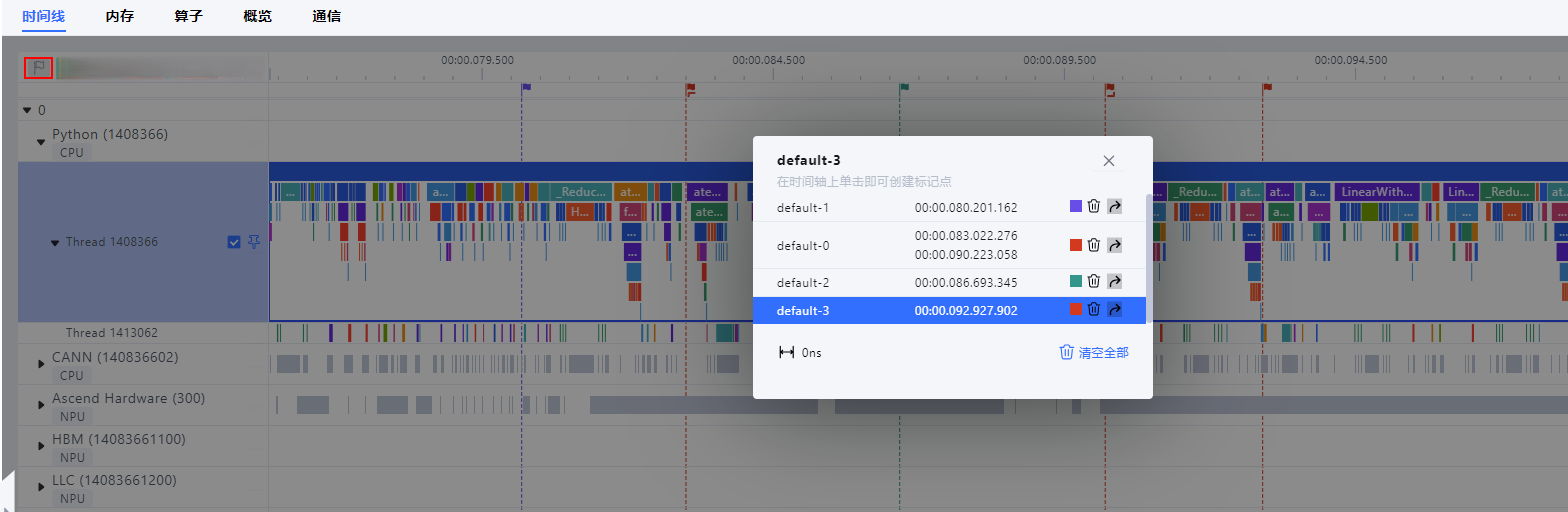 时间线 内存 算子 概览 通信
00:00.079.500 00:00.084.500 00:00.089.500 00:00.094.500
0
Python (1408366)
CPU
Thread 1408366
... a... _Reduc... at... ate... _Redu... at... at... LinearWith... Lin... _Redu... at...
H... f... ate... a...
...
...
Thread 1413062
CANN (140836602)
CPU
Ascend Hardware (300)
NPU
HBM (14083661100)
NPU
LLC (14083661200)
NPU
default-3
在时间轴上单击即可创建标记点
default-1 00:00.080.201.162
default-0 00:00.083.022.276
00:00.090.223.058
default-2 00:00.086.693.345
default-3 00:00.092.927.902
0ns 清空全部